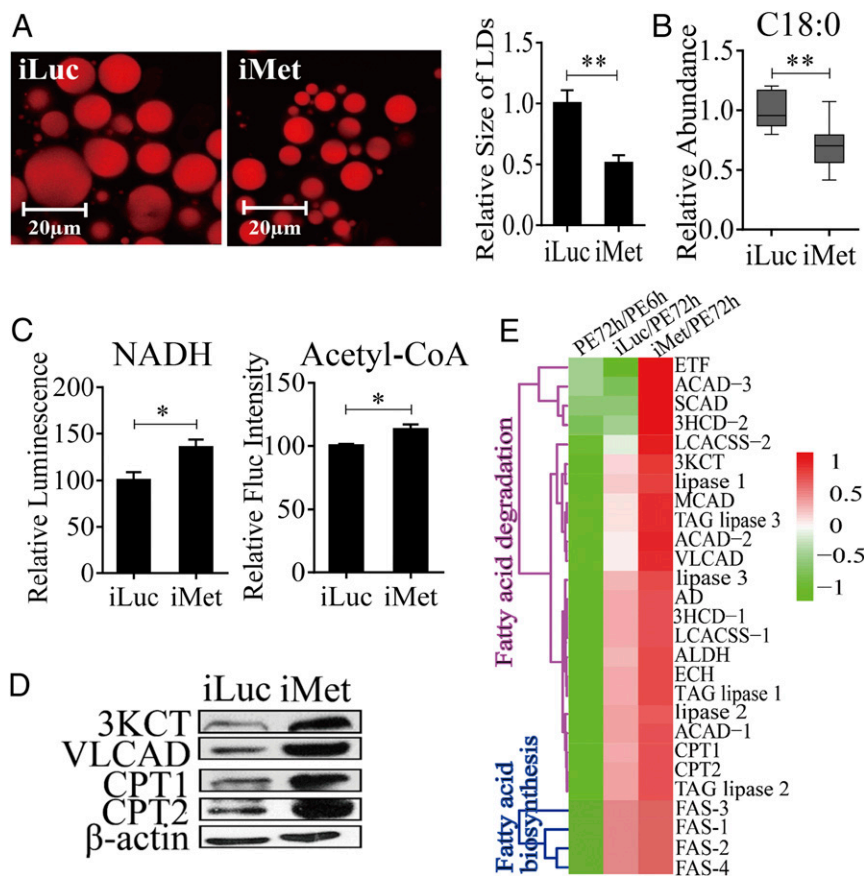 A
iLuc
iMet
20μm
20μm
Relative Size of LDs
1.5
1.0
0.5
0.0
**
iLuc iMet
B
C18:0
Relative Abundance
1.5
1.0
0.5
0.0
**
iLuc iMet
C
NADH
Relative Luminescence
200
150
100
50
0
*
iLuc iMet
Acetyl-CoA
Relative Fluc Intensity
150
100
50
0
*
iLuc iMet
D
iLuc iMet
3KCT
VLCAD
CPT1
CPT2
β-actin
E
PE72h/PE6h
iLuc/PE72h
iMet/PE72h
Fatty acid degradation
Fatty acid
biosynthesis
ETF
ACAD-3
SCAD
3HCD-2
LCACSS-2
3KCT
lipase 1
MCAD
TAG lipase 3
ACAD-2
VLCAD
lipase 3
AD
3HCD-1
LCACSS-1
ALDH
ECH
TAG lipase 1
lipase 2
ACAD-1
CPT1
CPT2
TAG lipase 2
FAS-3
FAS-1
FAS-2
FAS-4
1
0.5
0
-0.5
-1